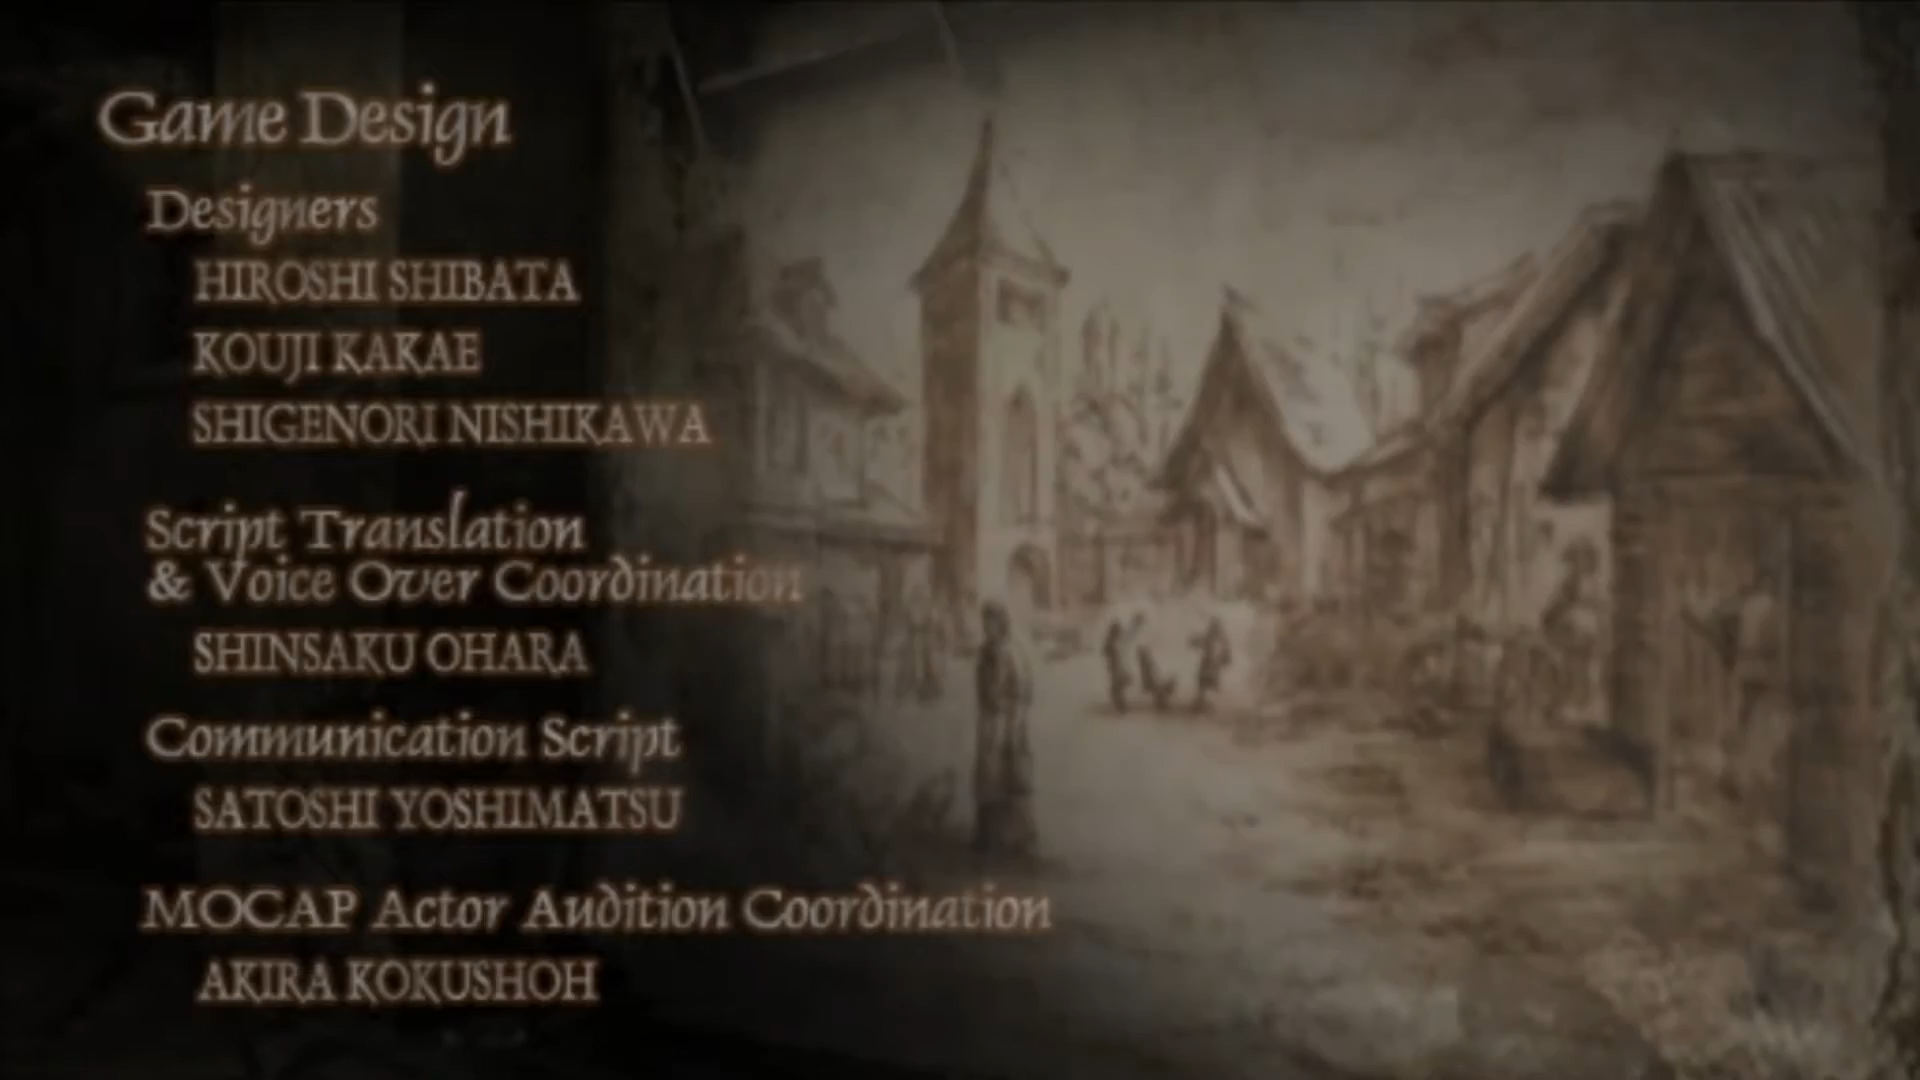 Game Design
Designers
HIROSHI SHIBATA
KOUJI KAKAE
SHIGENORI NISHIKAWA
Script Translation
& Voice Over Coordination
SHINSAKU OHARA
Communication Script
SATOSHI YOSHIMATSU
MOCAP Actor Audition Coordination
AKIRA KOKUSHOH